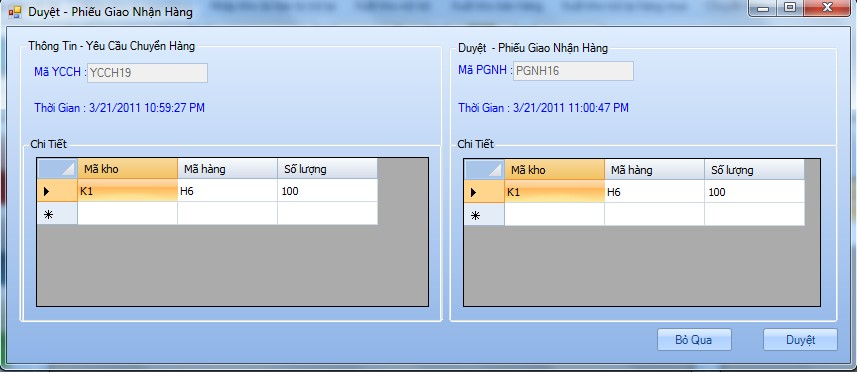 Duyệt - Phiếu Giao Nhận Hàng
Thông Tin - Yêu Cầu Chuyển Hàng
Mã YCCH : YCCH19
Thời Gian : 3/21/2011 10:59:27 PM
Chi Tiết
Mã kho Mã hàng Số lượng
K1 H6 100
Duyệt - Phiếu Giao Nhận Hàng
Mã PGNH : PGNH16
Thời Gian : 3/21/2011 11:00:47 PM
Chi Tiết
Mã kho Mã hàng Số lượng
K1 H6 100
Bỏ Qua Duyệt